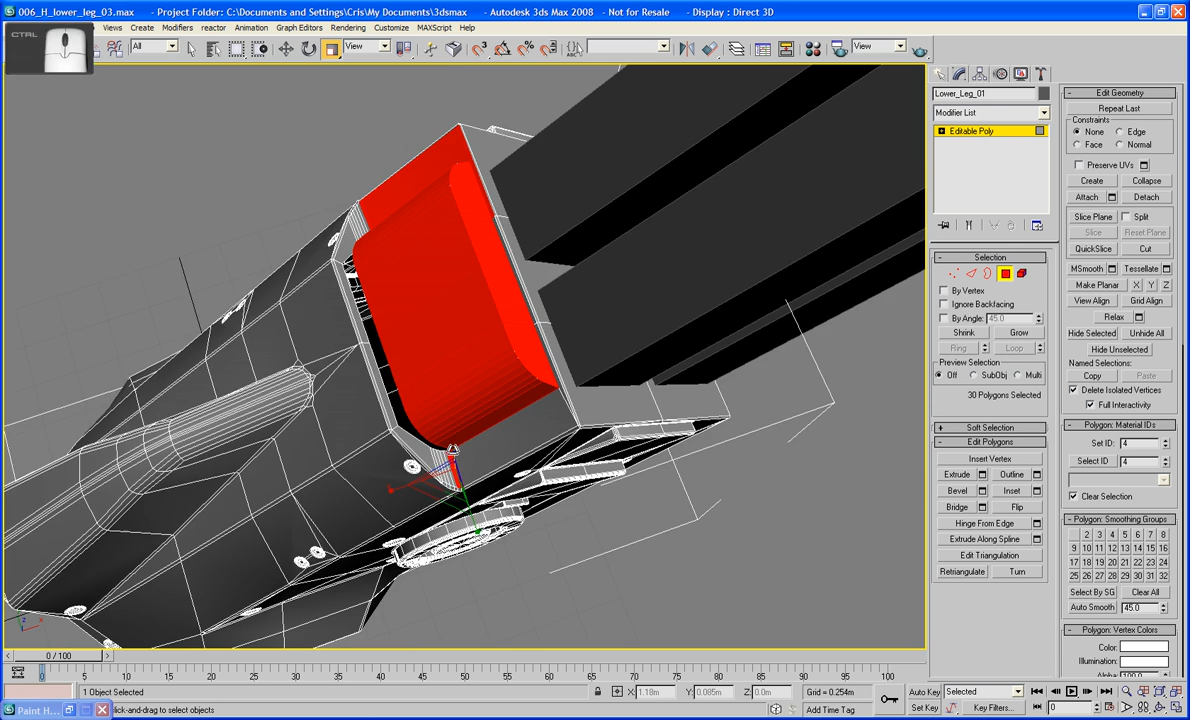 006_H_lower_leg_03.max - Project Folder: C:\Documents and Settings\Cris\My Documents\3dsmax - Autodesk 3ds Max 2008 - Not for Resale - Display : Direct 3D
Views Create Modifiers reactor Animation Graph Editors Rendering Customize MAXScript Help
CTRL
All View View
Lower_Leg_01
Modifier List
Editable Poly
Selection
By Vertex
Ignore Backfacing
By Angle: 45.0
Shrink Grow
Ring Loop
Preview Selection
Off SubObj Multi
30 Polygons Selected
Soft Selection
Edit Polygons
Insert Vertex
Extrude Outline
Bevel Inset
Bridge Flip
Hinge From Edge
Extrude Along Spline
Edit Triangulation
Retriangulate Turn
Edit Geometry
Repeat Last
Constraints
None Edge
Face Normal
Preserve UVs
Create Collapse
Attach Detach
Slice Plane Split
Slice Reset Plane
QuickSlice Cut
MSmooth Tessellate
Make Planar X Y Z
View Align Grid Align
Relax
Hide Selected Unhide All
Hide Unselected
Named Selections:
Copy Paste
Delete Isolated Vertices
Full Interactivity
Polygon: Material IDs
Set ID: 4
Select ID 4
Clear Selection
Polygon: Smoothing Groups
1 2 3 4 5 6 7 8
9 10 11 12 13 14 15 16
17 18 19 20 21 22 23 24
25 26 27 28 29 30 31 32
Select By SG Clear All
Auto Smooth 45.0
Polygon: Vertex Colors
Color:
Illumination:
Alpha: 100.0
0 / 100
0 5 10 15 20 25 30 35 40 45 50 55 60 65 70 75 80 85 90 95 100
1 Object Selected X: 1.18m Y: 0.085m Z: 0.0m Grid = 0.254m Auto Key Selected
Paint H... lick-and-drag to select objects Add Time Tag Set Key Key Filters... 0